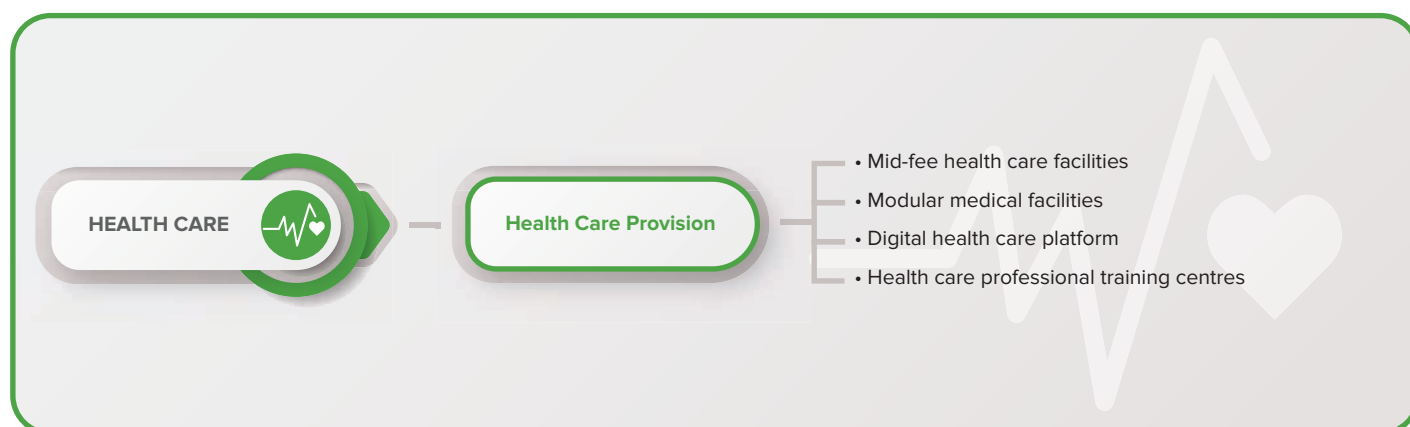 HEALTH CARE
Health Care Provision
• Mid-fee health care facilities
• Modular medical facilities
• Digital health care platform
• Health care professional training centres